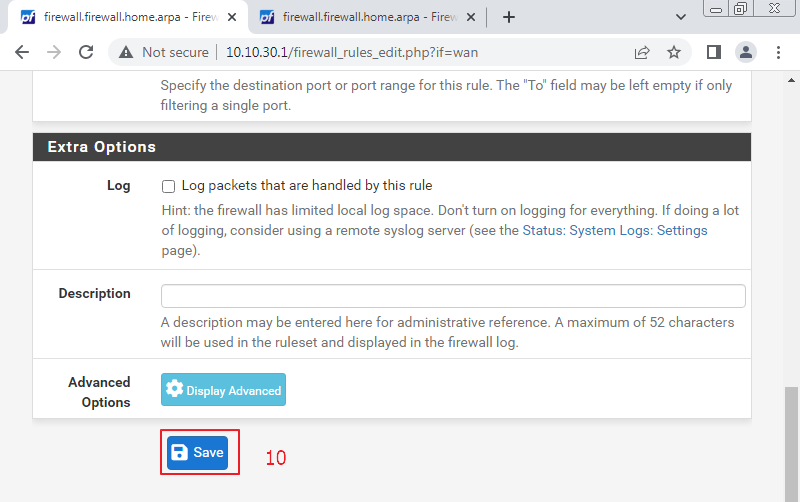 firewall.firewall.home.arpa - Firew
firewall.firewall.home.arpa - Firew
Not secure
10.10.30.1/firewall_rules_edit.php?if=wan
Specify the destination port or port range for this rule. The "To" field may be left empty if only
filtering a single port.
Extra Options
Log
Log packets that are handled by this rule
Hint: the firewall has limited local log space. Don't turn on logging for everything. If doing a lot
of logging, consider using a remote syslog server (see the Status: System Logs: Settings
page).
Description
A description may be entered here for administrative reference. A maximum of 52 characters
will be used in the ruleset and displayed in the firewall log.
Advanced
Options
Display Advanced
Save
10